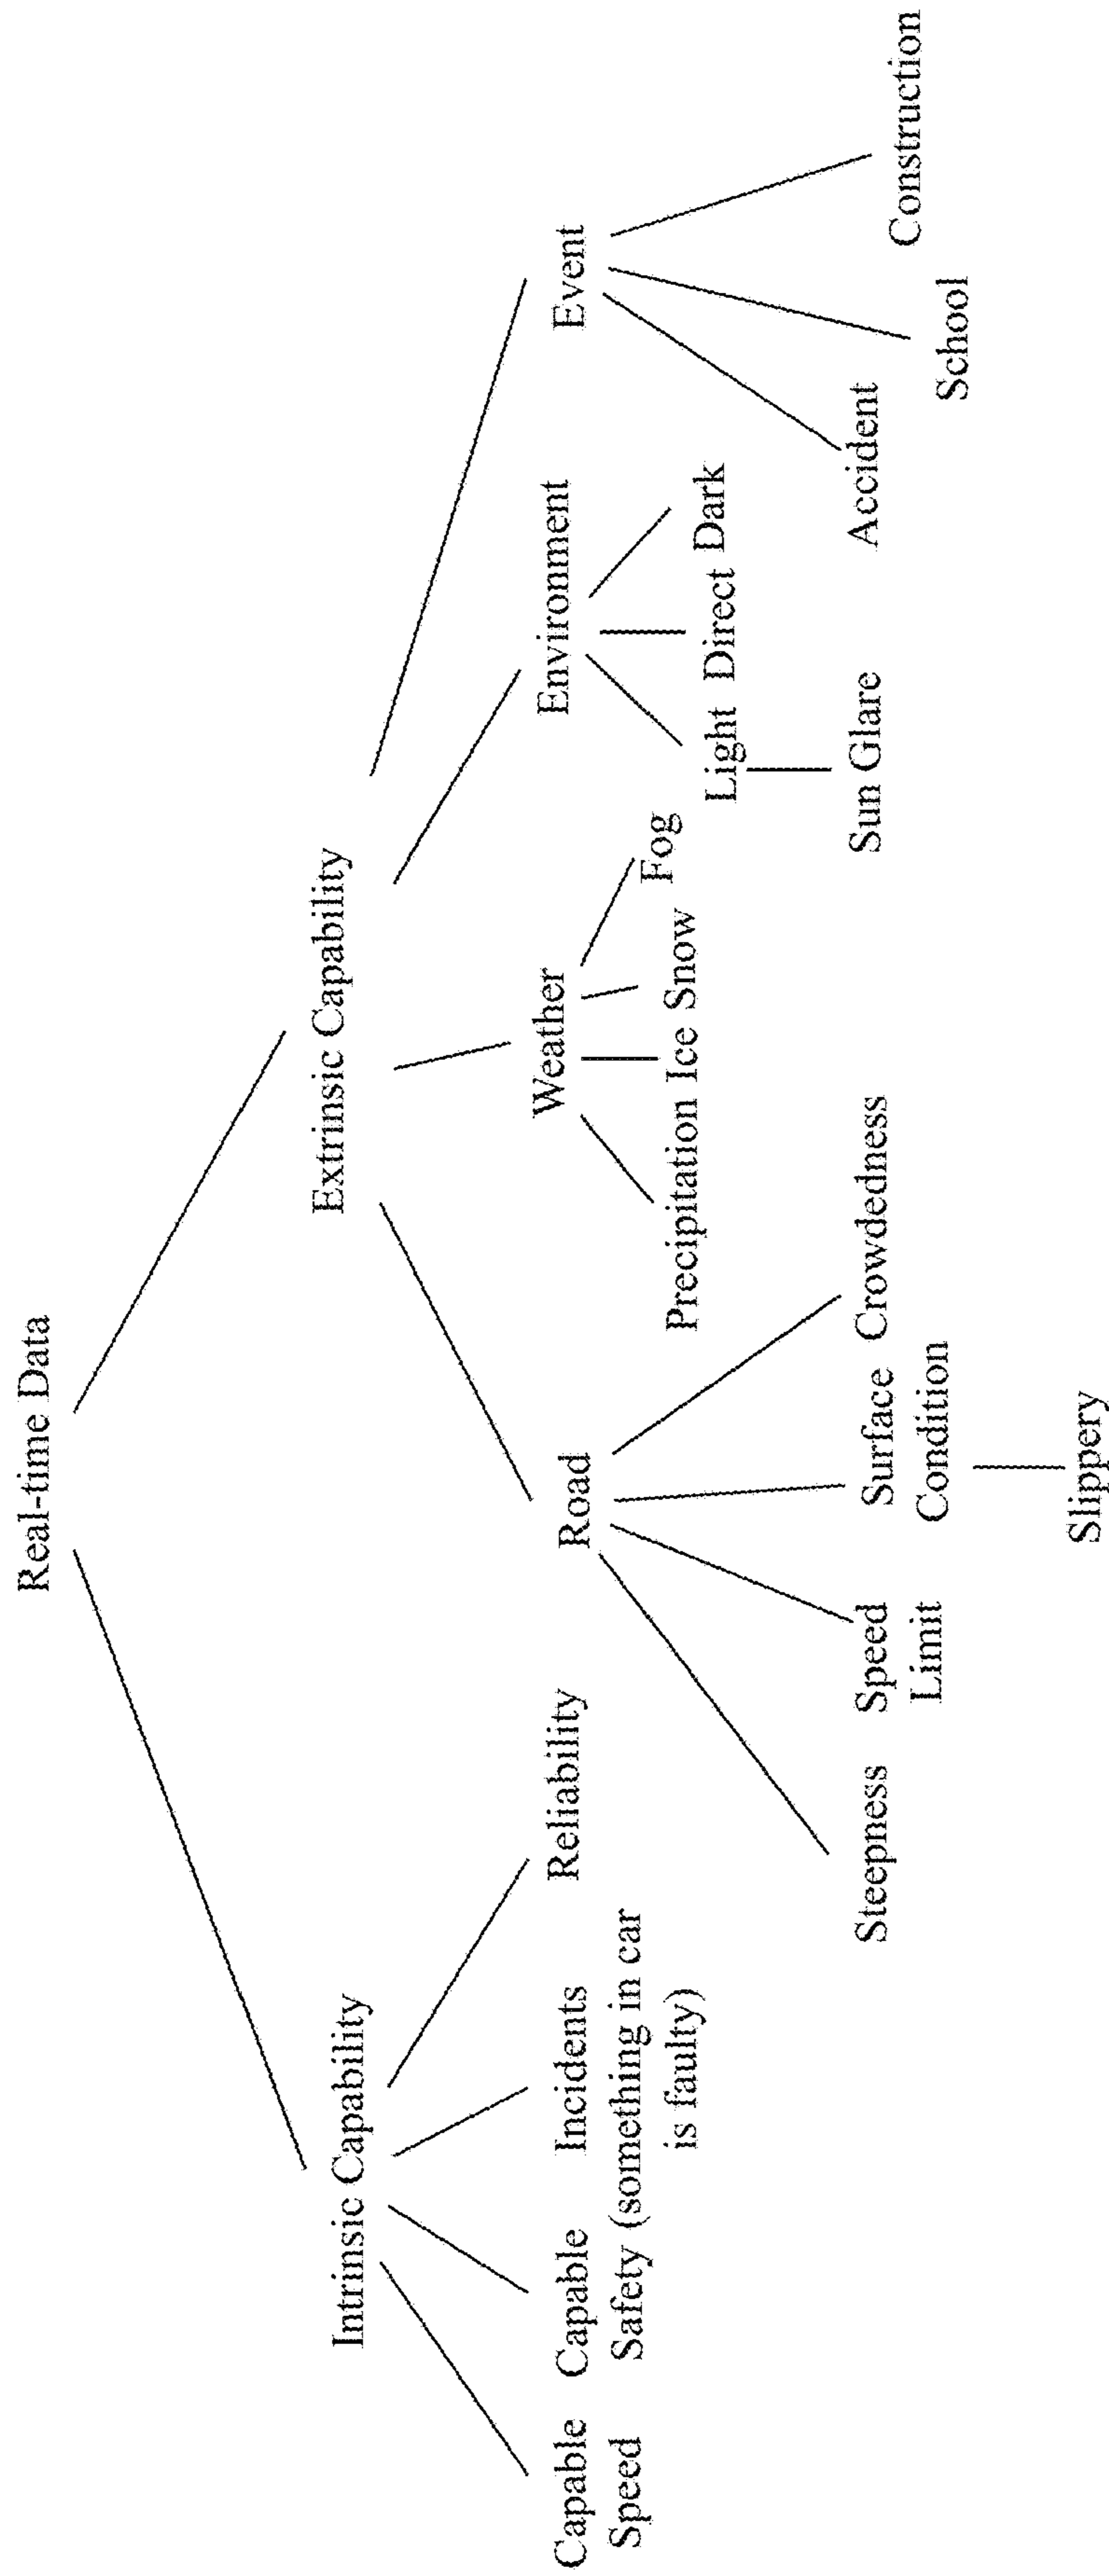 Real-time Data
Intrinsic Capability
Extrinsic Capability
Capable
Speed
Capable
Safety
Incidents
(something in car
is faulty)
Reliability
Road
Weather
Environment
Event
Steepness
Speed
Limit
Surface
Condition
Crowdedness
Precipitation
Ice
Snow
Fog
Light
Direct
Dark
Accident
School
Construction
Slippery
Sun Glare